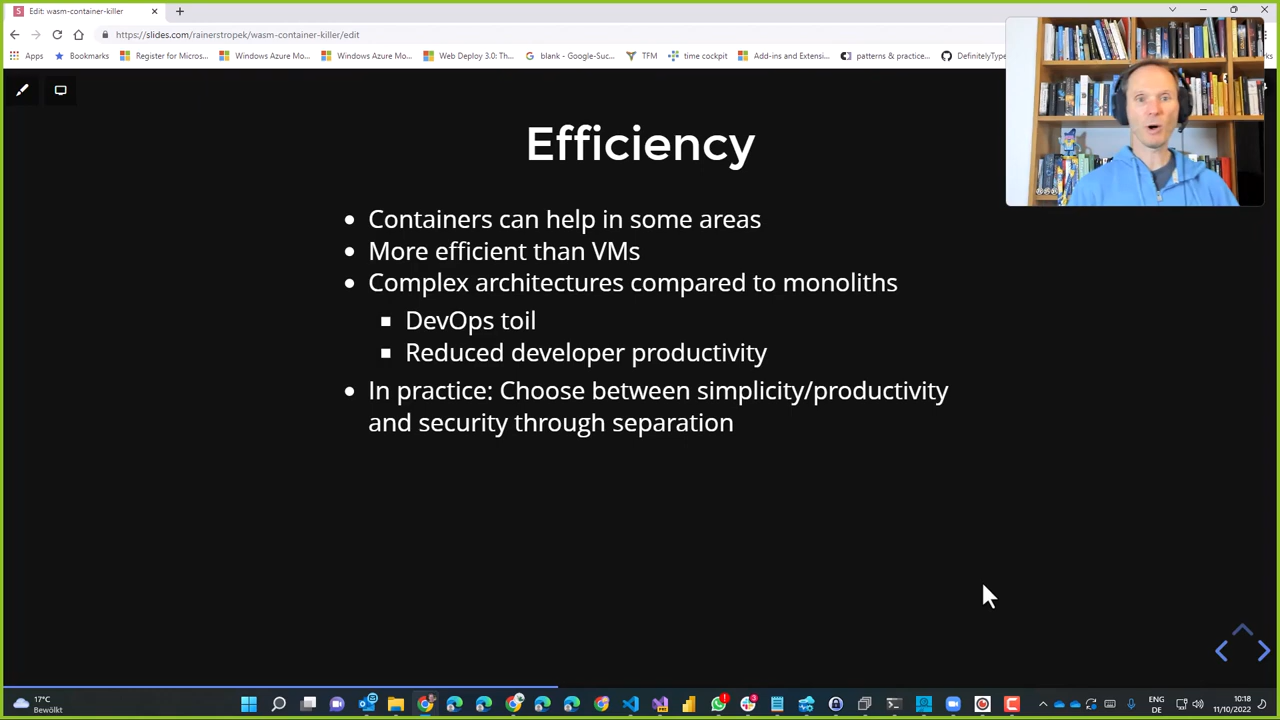 Edit: wasm-container-killer
https://slides.com/rainerstropek/wasm-container-killer/edit
Apps Bookmarks Register for Micros... Windows Azure Mo... Windows Azure Mo... Web Deploy 3.0: Th... blank - Google-Suc... TFM time cockpit Add-ins and Extensi... patterns & practice... DefinitelyType
Efficiency
Containers can help in some areas
More efficient than VMs
Complex architectures compared to monoliths
DevOps toil
Reduced developer productivity
In practice: Choose between simplicity/productivity
and security through separation
17°C
Bewölkt
ENG
DE
10:18
11/10/2022